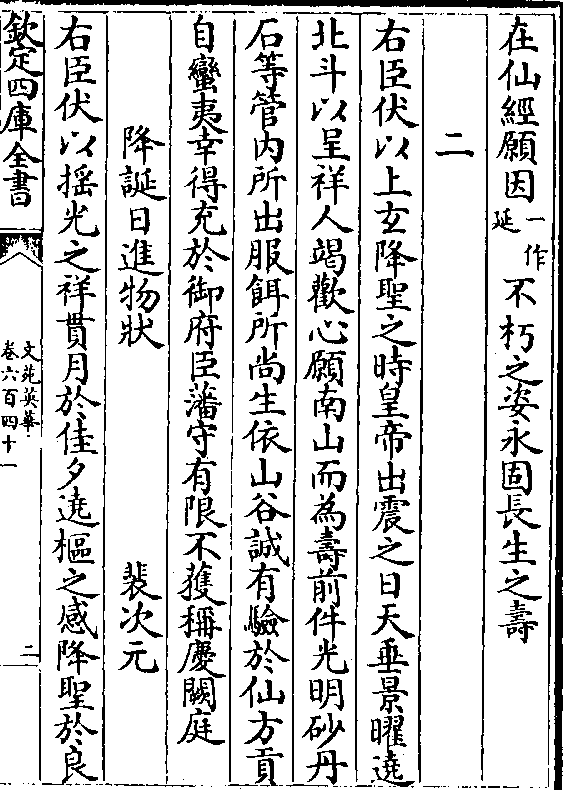 在仙經願因一作延不朽之姿永固長生之壽
二
右臣伏以上玄降聖之時皇帝出震之日天垂景曜遶
北斗以呈祥人竭歡心願南山而為壽前件光明砂丹
石等管内所出服餌所尚生依山谷誠有驗於仙方貢
自蠻夷幸得充於御府臣藩守有限不獲稱慶闕庭
降誕日進物狀 裴次元
右臣伏以揺光之祥貫月於佳夕遶樞之感降聖於良
欽定四庫全書
文苑英華
卷六百四十一
二